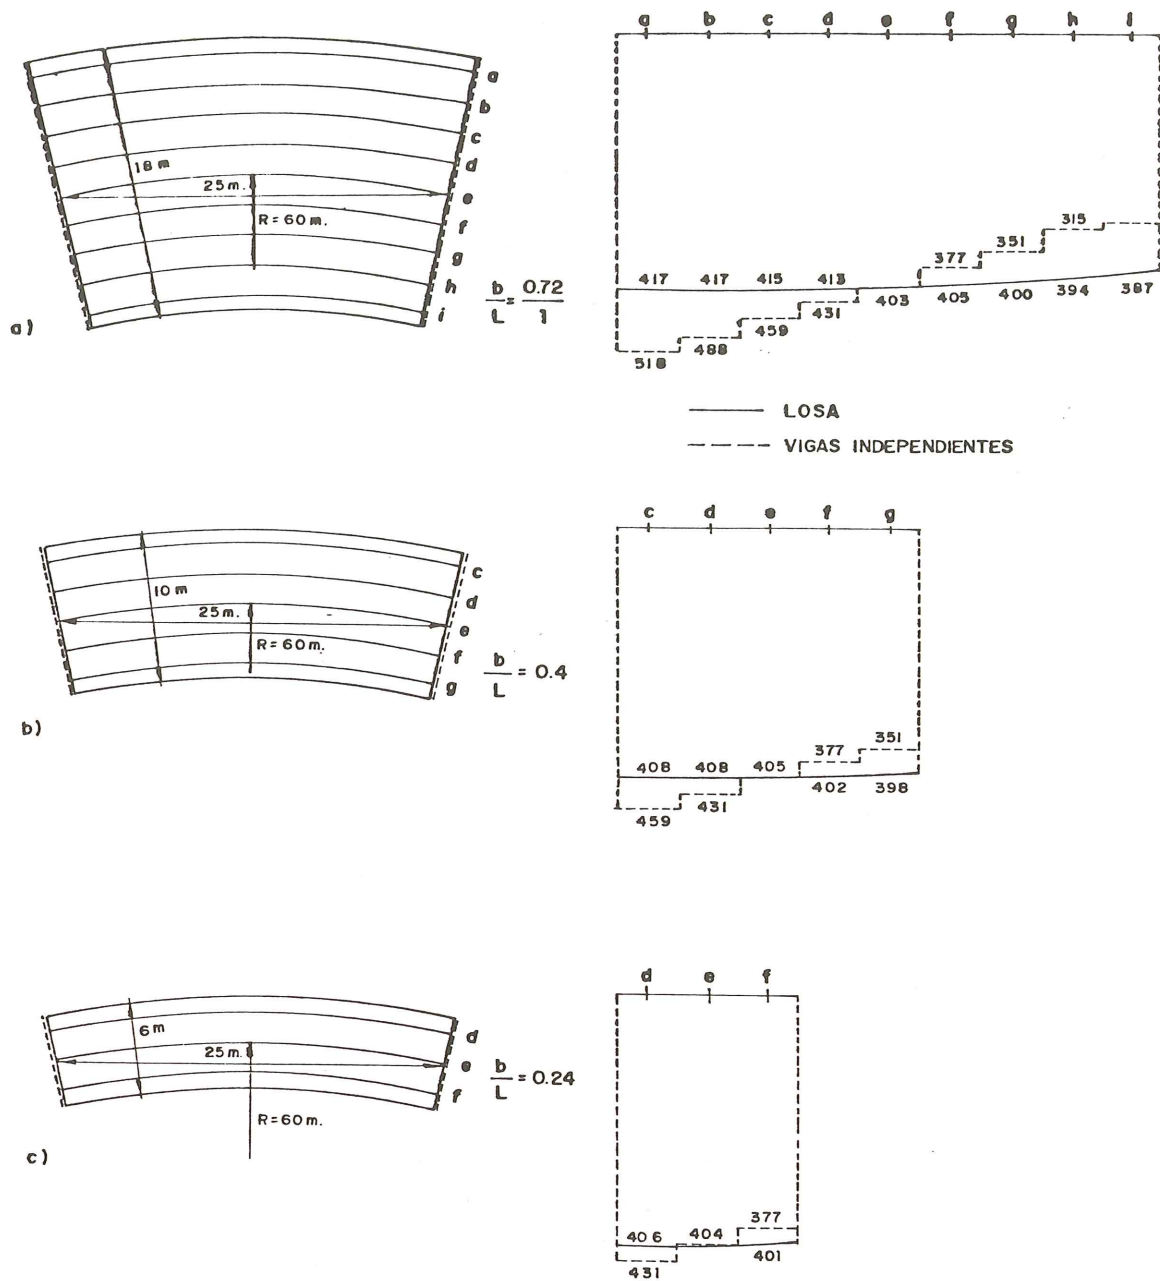 a b c d e f g h i
a
b
c
d
e
f
g
h
i
18 m
25 m.
R = 60 m.
b/L = 0.72/1
a)
417 417 415 413 403 405 400 394 387
518 488 459 431 377 351 315
LOSA
VIGAS INDEPENDIENTES
c d e f g
c
d
e
f
g
10 m
25 m.
R = 60 m.
b/L = 0.4
b)
377 351
408 408 405 402 398
459 431
d e f
d
e
f
6 m
25 m.
R = 60 m.
b/L = 0.24
c)
377
406 404 401
431